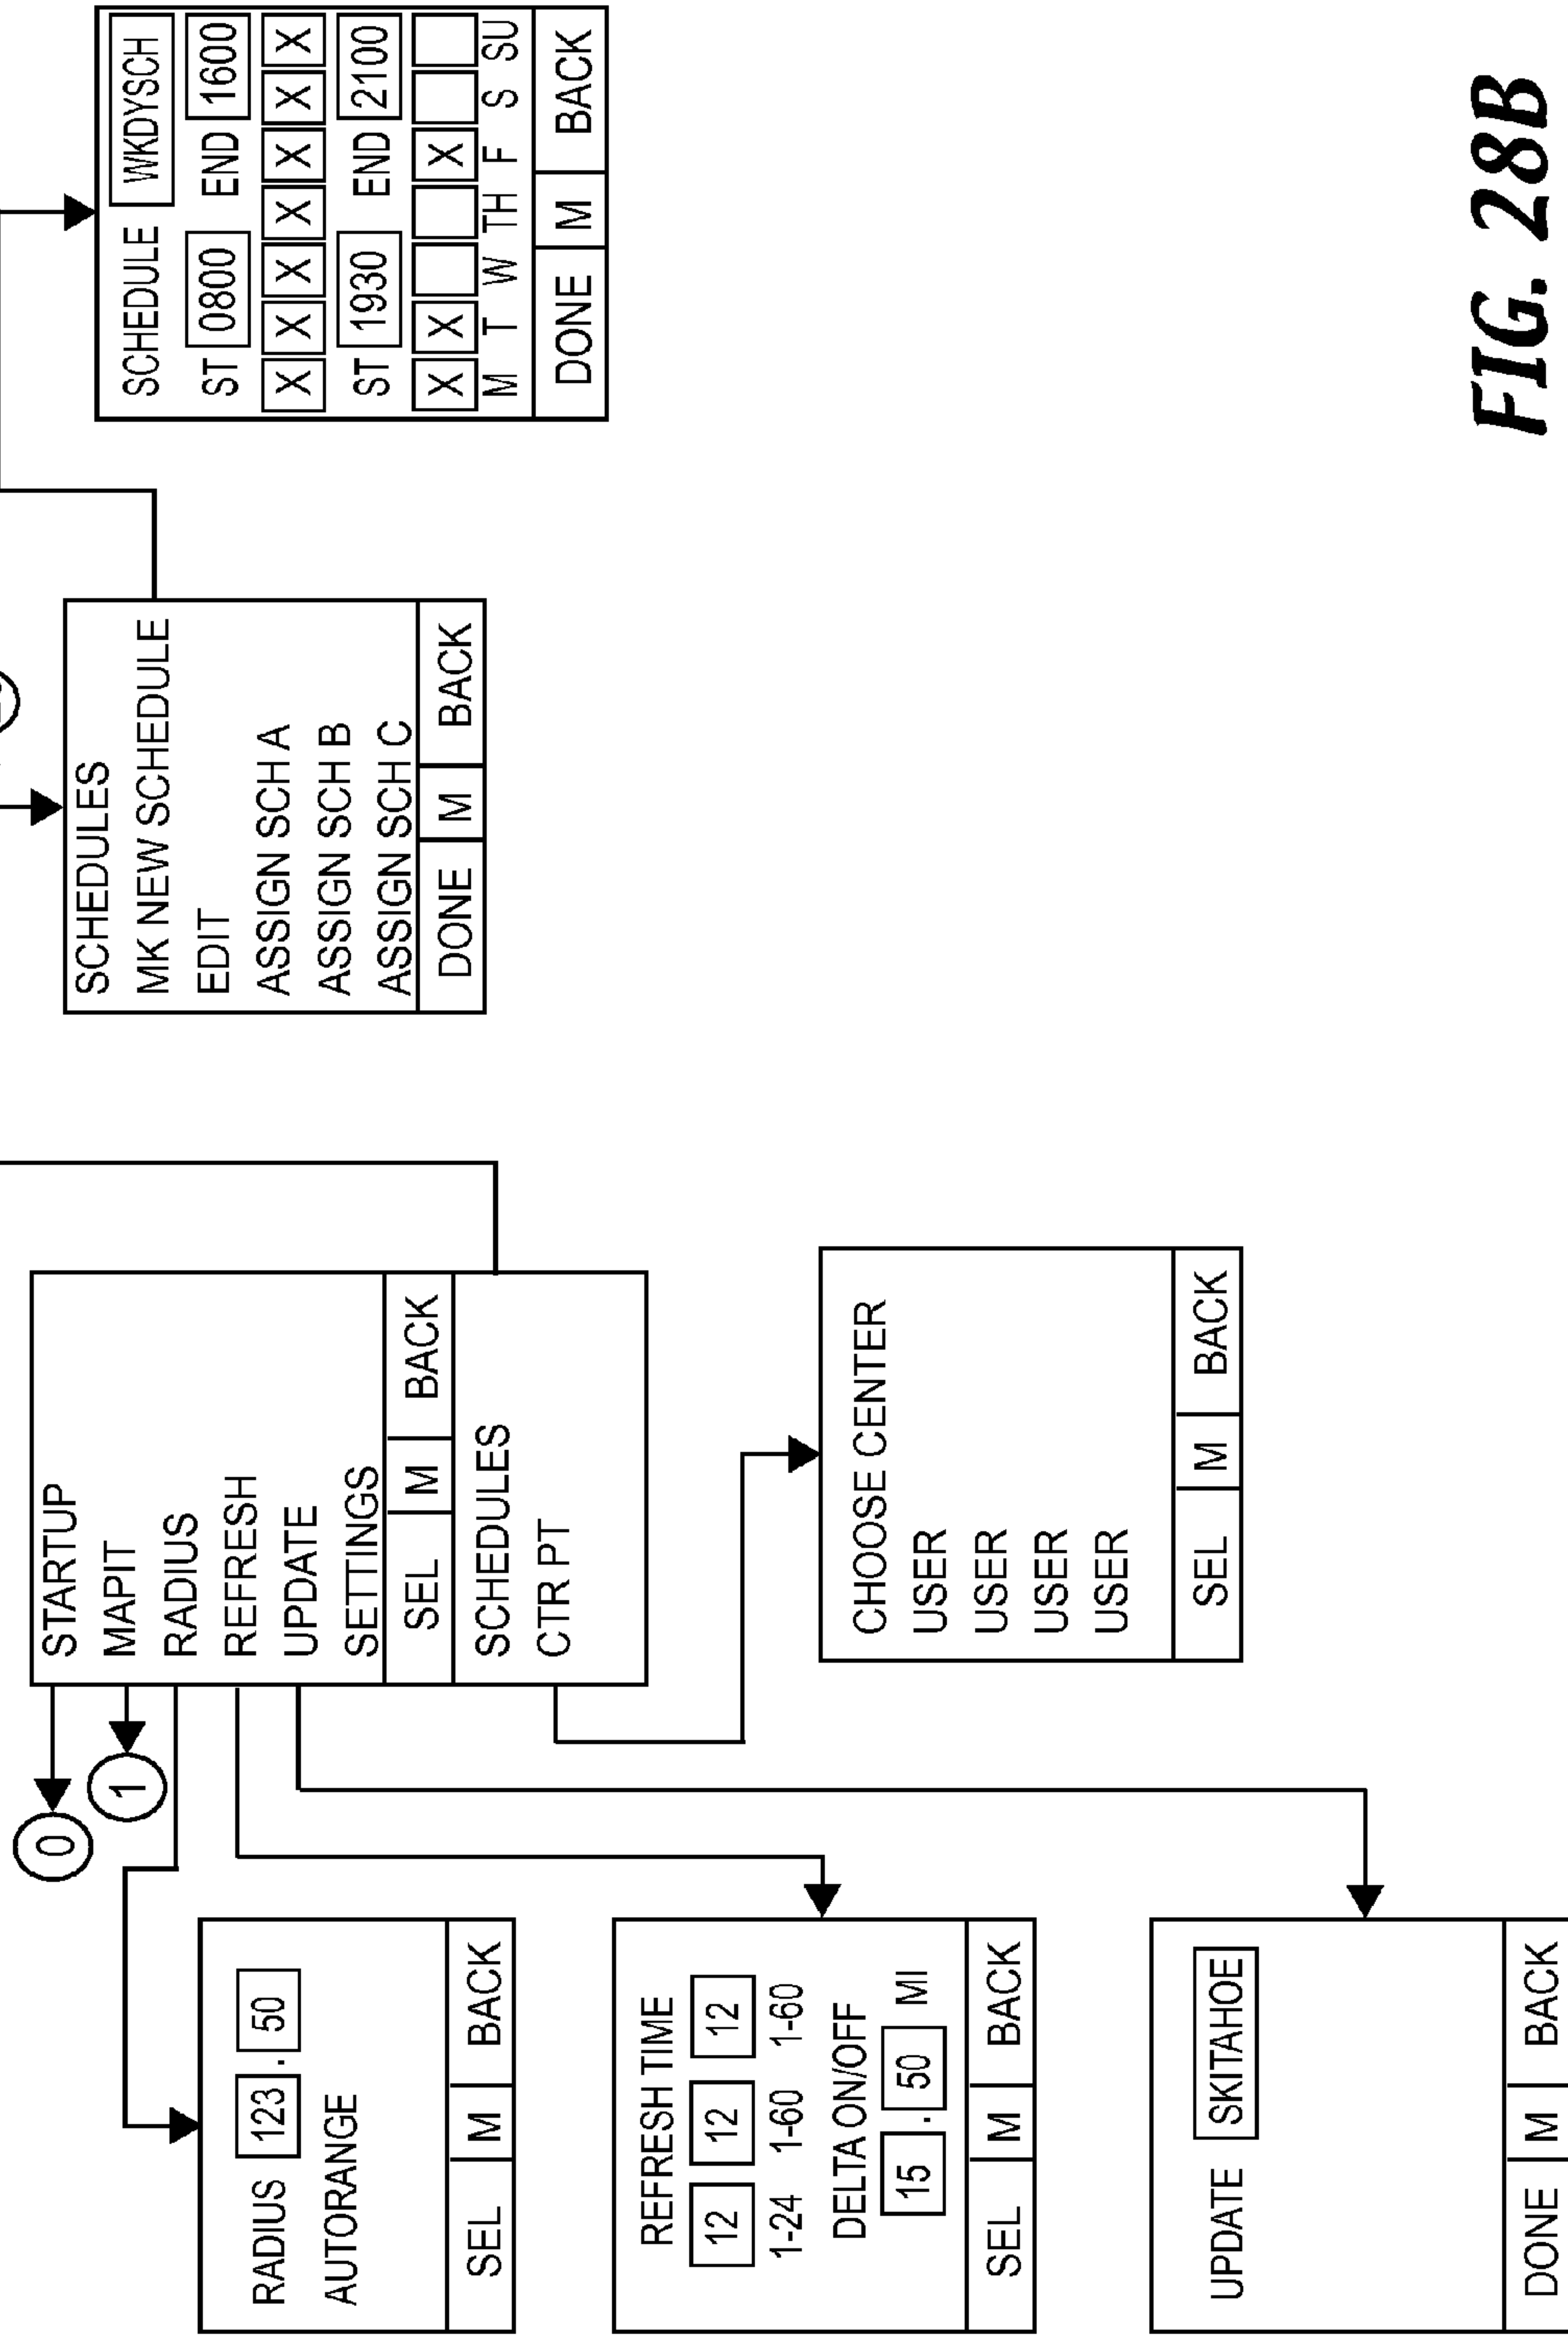 RADIUS 123 . 50
AUTORANGE
SEL M BACK
REFRESH TIME
12 12 12
1-24 1-60 1-60
DELTA ON/OFF
15 . 50 MI
SEL M BACK
UPDATE SKITAHOE
DONE M BACK
0
1
STARTUP
MAPIT
RADIUS
REFRESH
UPDATE
SETTINGS
SEL M BACK
SCHEDULES
CTR PT
CHOOSE CENTER
USER
USER
USER
USER
SEL M BACK
SCHEDULES
MK NEW SCHEDULE
EDIT
ASSIGN SCH A
ASSIGN SCH B
ASSIGN SCH C
DONE M BACK
SCHEDULE WKDYSCH
ST 0800 END 1600
X X X X X X X
ST 1930 END 2100
X X X
M T W TH F S SU
DONE M BACK
FIG. 28B